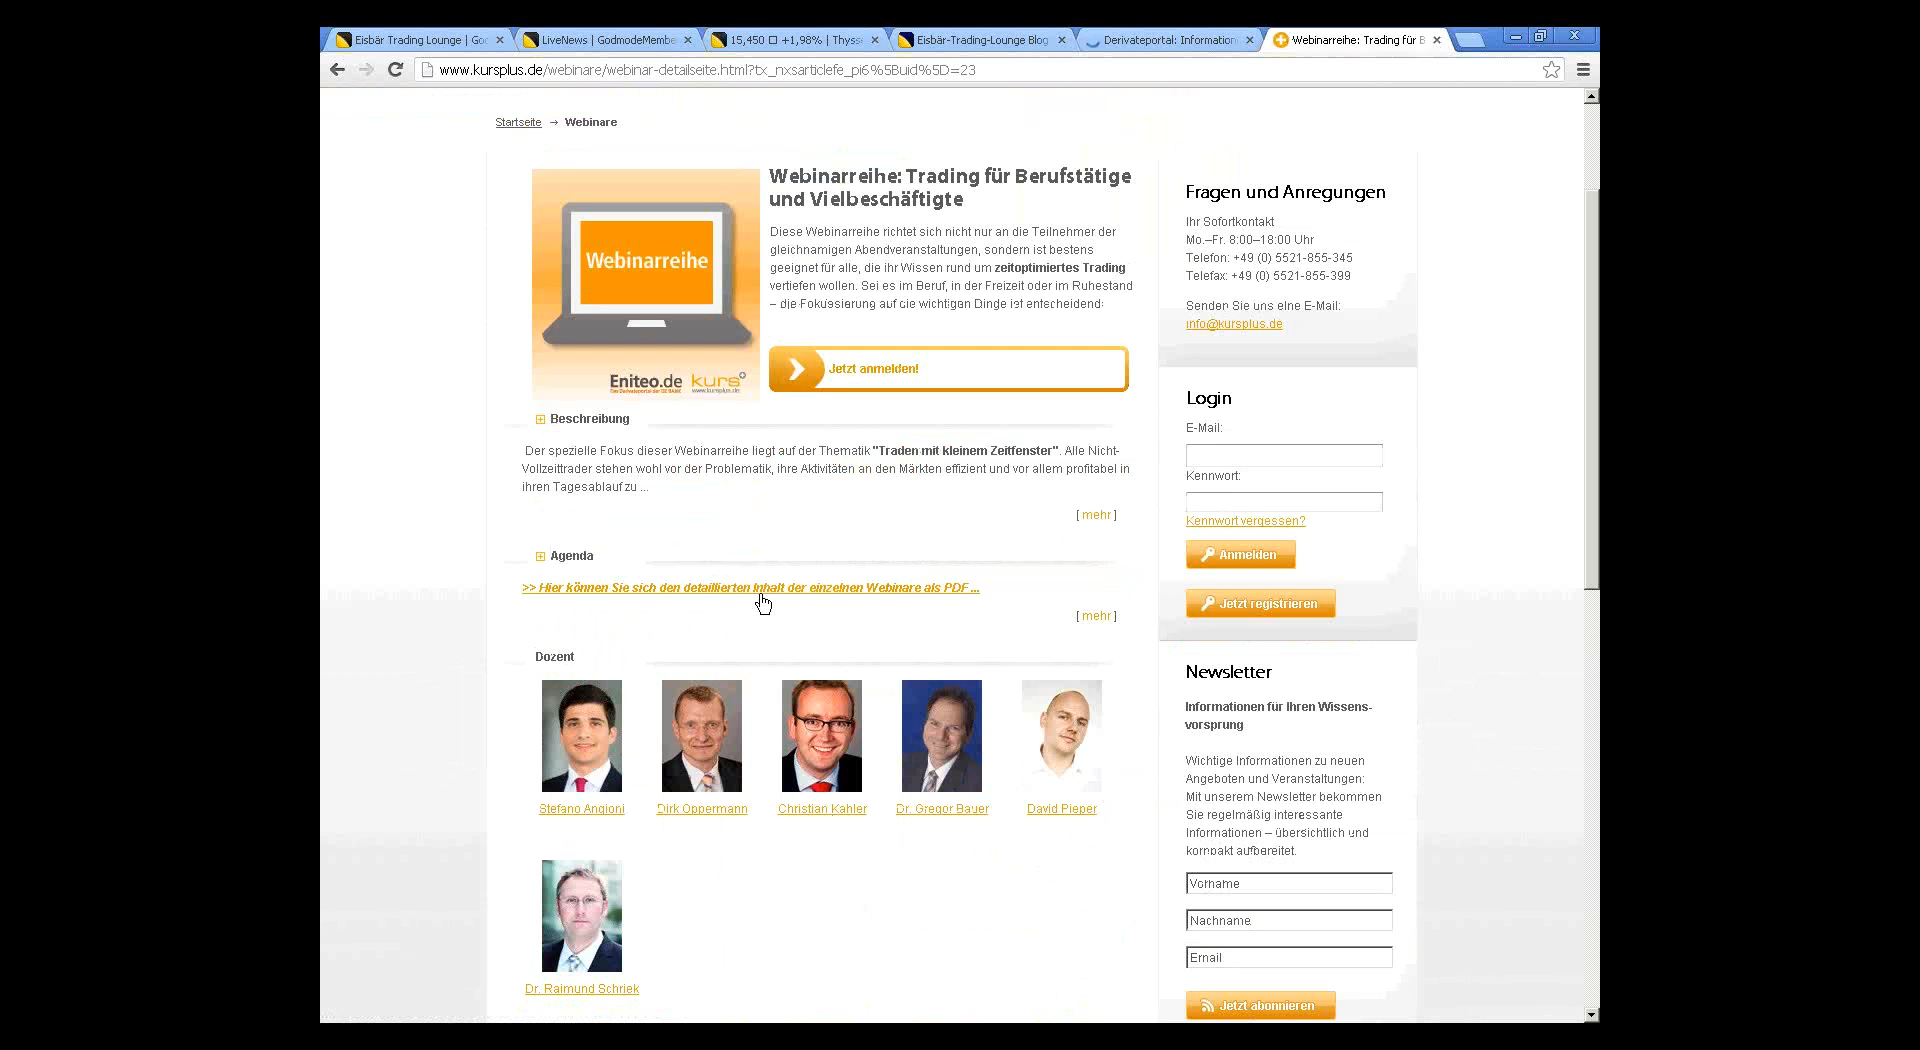 Eisbär Trading Lounge | Go
LiveNews | GodmodeMembe
15,450 +1,98% | Thyss
Eisbär-Trading-Lounge Blog
Derivateportal: Information
Webinarreihe: Trading für B
www.kursplus.de/webinare/webinar-detailseite.html?tx_nxsarticlefe_pi6%5Buid%5D=23
Startseite → Webinare
Webinarreihe
Eniteo.de kurs+
www.kursplus.de
Webinarreihe: Trading für Berufstätige
und Vielbeschäftigte
Diese Webinarreihe richtet sich nicht nur an die Teilnehmer der
gleichnamigen Abendveranstaltungen, sondern ist bestens
geeignet für alle, die ihr Wissen rund um zeitoptimiertes Trading
vertiefen wollen. Sei es im Beruf, in der Freizeit oder im Ruhestand
– die Fokussierung auf die wichtigen Dinge ist entscheidend:
Jetzt anmelden!
Beschreibung
Der spezielle Fokus dieser Webinarreihe liegt auf der Thematik "Traden mit kleinem Zeitfenster". Alle Nicht-
Vollzeittrader stehen wohl vor der Problematik, ihre Aktivitäten an den Märkten effizient und vor allem profitabel in
ihren Tagesablauf zu ...
[ mehr ]
Agenda
>> Hier können Sie sich den detaillierten Inhalt der einzelnen Webinare als PDF ...
[ mehr ]
Dozent
Stefano Angioni
Dirk Oppermann
Christian Kahler
Dr. Gregor Bauer
David Pieper
Dr. Raimund Schriek
Fragen und Anregungen
Ihr Sofortkontakt
Mo.–Fr. 8:00–18:00 Uhr
Telefon: +49 (0) 5521-855-345
Telefax: +49 (0) 5521-855-399
Senden Sie uns eine E-Mail:
info@kursplus.de
Login
E-Mail:
Kennwort:
Kennwort vergessen?
Anmelden
Jetzt registrieren
Newsletter
Informationen für Ihren Wissens-
vorsprung
Wichtige Informationen zu neuen
Angeboten und Veranstaltungen:
Mit unserem Newsletter bekommen
Sie regelmäßig interessante
Informationen – übersichtlich und
kompakt aufbereitet.
Vorname
Nachname
Email
Jetzt abonnieren